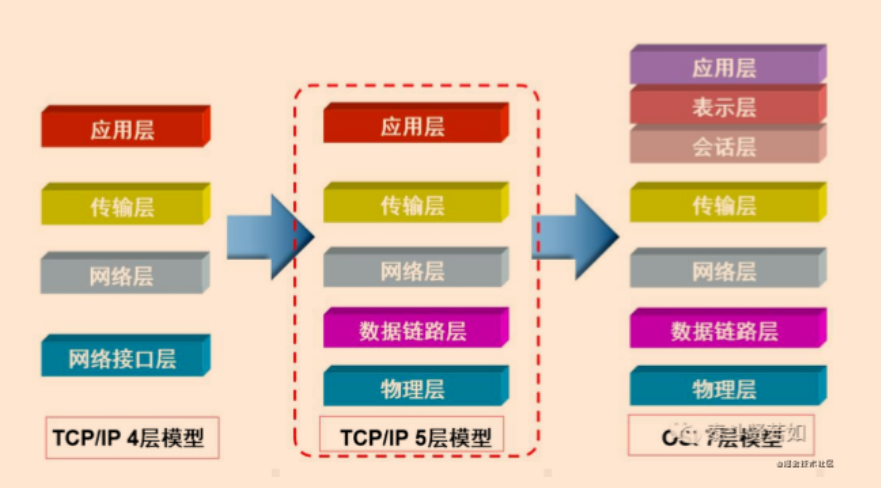 应用层
传输层
网络层
网络接口层
TCP/IP 4层模型
应用层
传输层
网络层
数据链路层
物理层
TCP/IP 5层模型
应用层
表示层
会话层
传输层
网络层
数据链路层
物理层
OSI 7层模型
@掘金技术社区